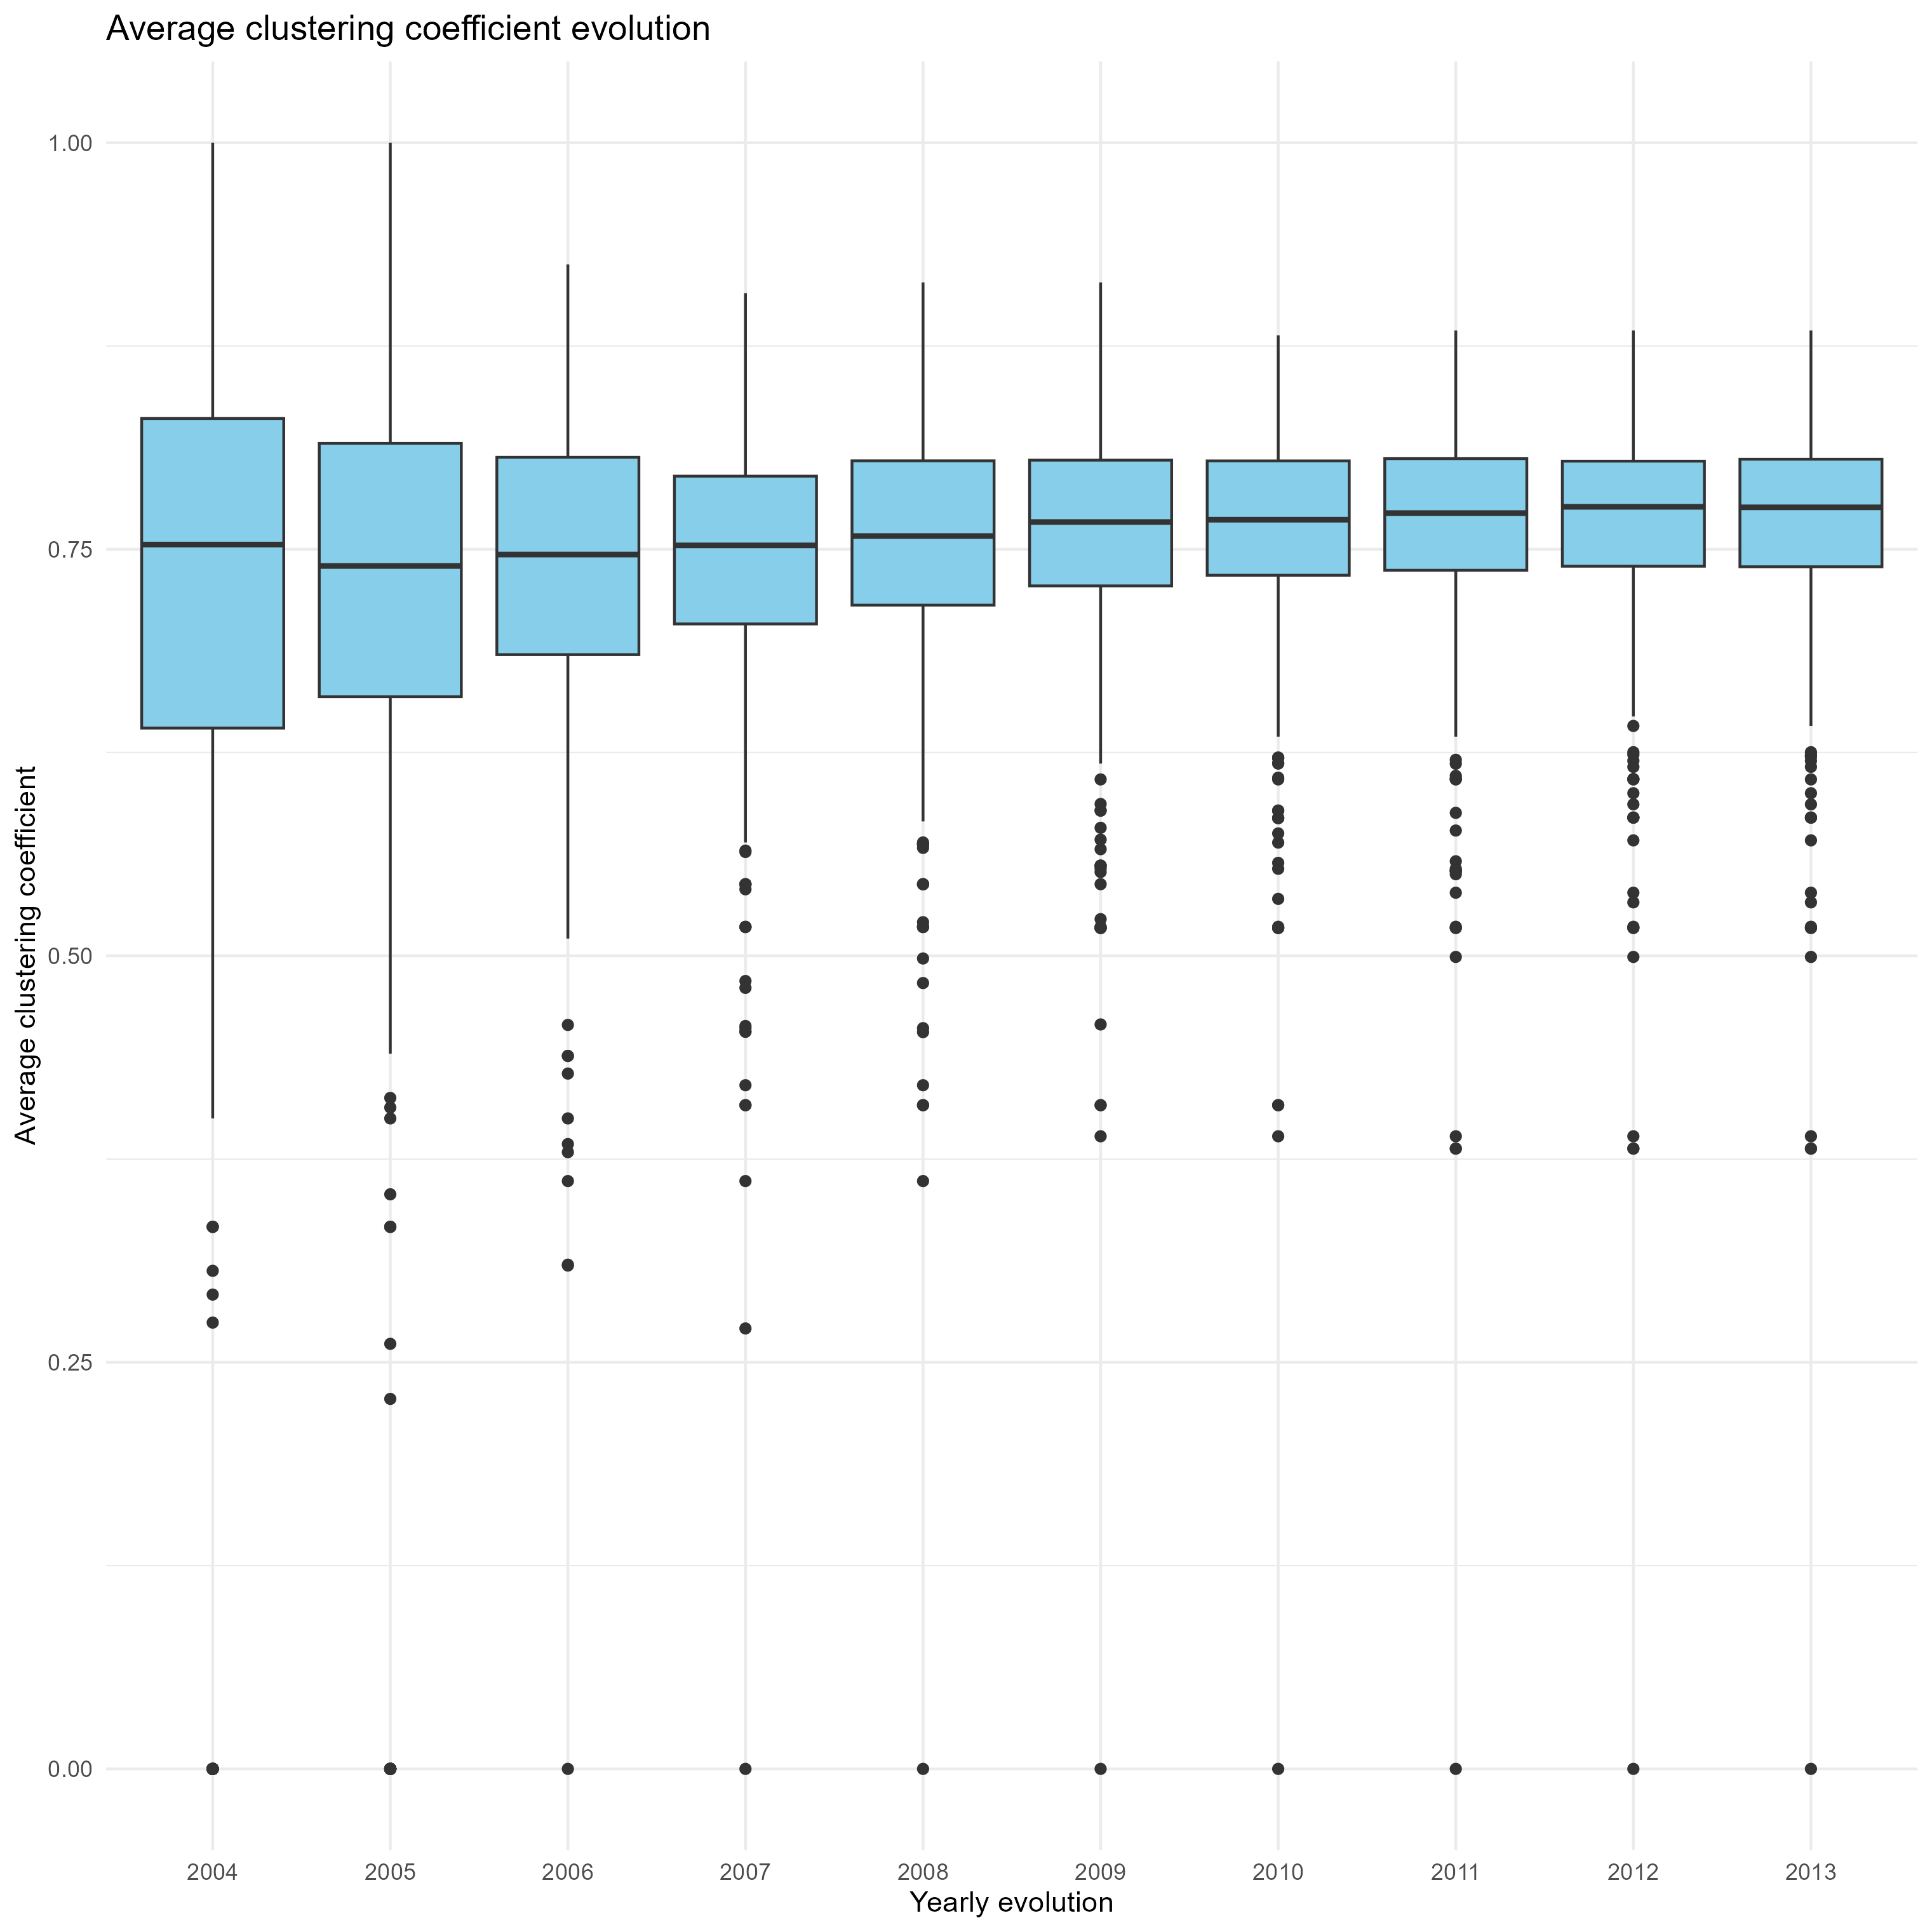 Average clustering coefficient evolution
Average clustering coefficient
1.00
0.75
0.50
0.25
0.00
2004 2005 2006 2007 2008 2009 2010 2011 2012 2013
Yearly evolution